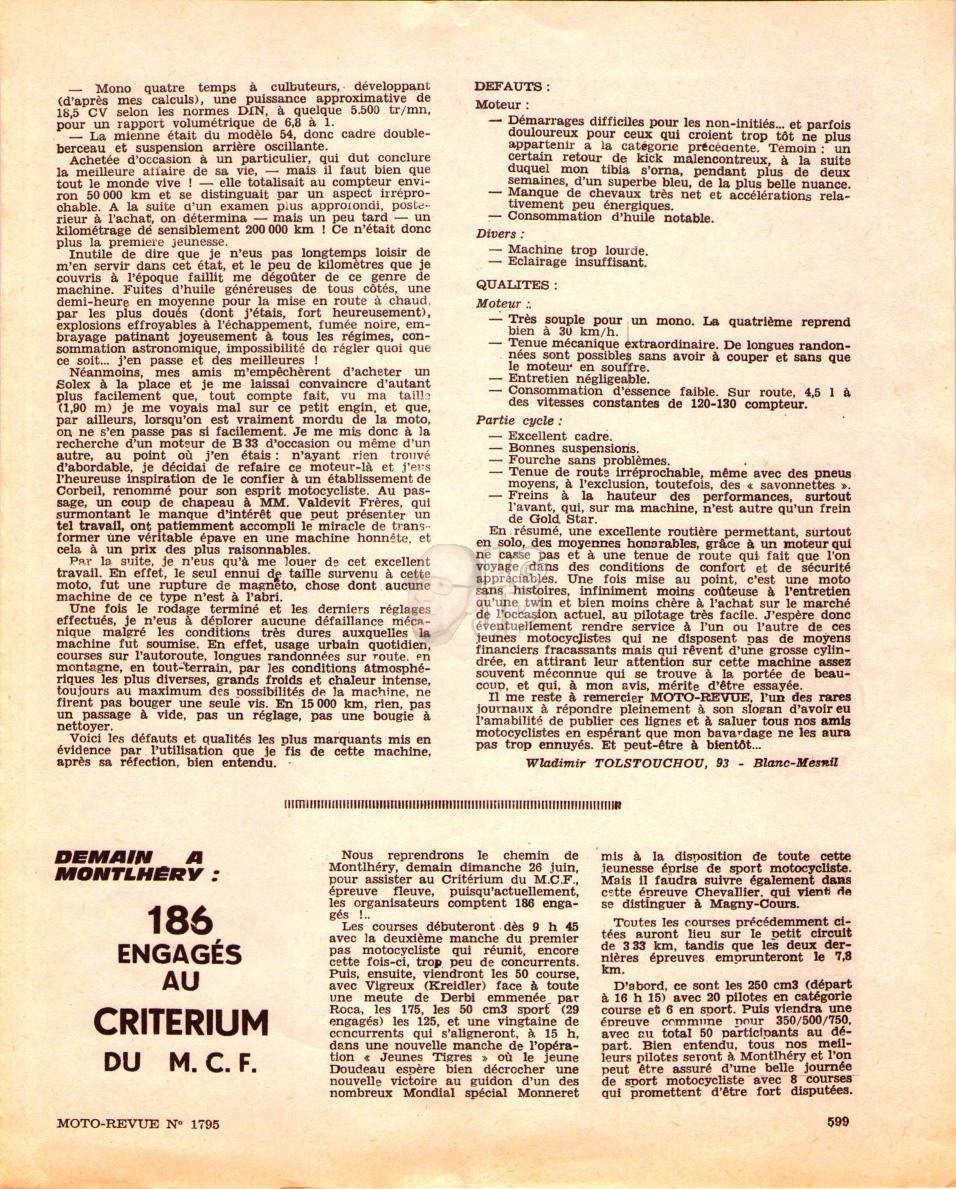 — Mono quatre temps à culbuteurs, développant
(d'après mes calculs), une puissance approximative de
18,5 CV selon les normes DIN, à quelque 5.500 tr/mn,
pour un rapport volumétrique de 6,8 à 1.
— La mienne était du modèle 54, donc cadre double-
berceau et suspension arrière oscillante.
Achetée d'occasion à un particulier, qui dut conclure
la meilleure affaire de sa vie, — mais il faut bien que
tout le monde vive ! — elle totalisait au compteur envi-
ron 50 000 km et se distinguait par un aspect irrépro-
chable. A la suite d'un examen plus approfondi, posté-
rieur à l'achat, on détermina — mais un peu tard — un
kilométrage de sensiblement 200 000 km ! Ce n'était donc
plus la premiere jeunesse.
Inutile de dire que je n'eus pas longtemps loisir de
m'en servir dans cet état, et le peu de kilomètres que je
couvris à l'époque faillit me dégoûter de ce genre de
machine. Fuites d'huile généreuses de tous côtés, une
demi-heure en moyenne pour la mise en route à chaud,
par les plus doués (dont j'étais, fort heureusement),
explosions effroyables à l'échappement, fumée noire, em-
brayage patinant joyeusement à tous les régimes, con-
sommation astronomique, impossibilité de régler quoi que
ce soit... j'en passe et des meilleures !
Néanmoins, mes amis m'empêchèrent d'acheter un
Solex à la place et je me laissai convaincre d'autant
plus facilement que, tout compte fait, vu ma taille
(1,90 m) je me voyais mal sur ce petit engin, et que,
par ailleurs, lorsqu'on est vraiment mordu de la moto,
on ne s'en passe pas si facilement. Je me mis donc à la
recherche d'un moteur de B 33 d'occasion ou même d'un
autre, au point où j'en étais : n'ayant rien trouvé
d'abordable, je décidai de refaire ce moteur-là et j'eus
l'heureuse inspiration de le confier à un établissement de
Corbeil, renommé pour son esprit motocycliste. Au pas-
sage, un coup de chapeau à MM. Valdevit Frères, qui
surmontant le manque d'intérêt que peut présenter un
tel travail, ont patiemment accompli le miracle de trans-
former une véritable épave en une machine honnête, et
cela à un prix des plus raisonnables.
Par la suite, je n'eus qu'à me louer de cet excellent
travail. En effet, le seul ennui de taille survenu à cette
moto, fut une rupture de magnéto, chose dont aucune
machine de ce type n'est à l'abri.
Une fois le rodage terminé et les derniers réglages
effectués, je n'eus à déplorer aucune défaillance méca-
nique malgré les conditions très dures auxquelles la
machine fut soumise. En effet, usage urbain quotidien,
courses sur l'autoroute, longues randonnées sur route, en
montagne, en tout-terrain, par les conditions atmosphé-
riques les plus diverses, grands froids et chaleur intense,
toujours au maximum des possibilités de la machine, ne
firent pas bouger une seule vis. En 15 000 km, rien, pas
un passage à vide, pas un réglage, pas une bougie à
nettoyer.
Voici les défauts et qualités les plus marquants mis en
évidence par l'utilisation que je fis de cette machine,
après sa réfection, bien entendu.
DEFAUTS :
Moteur :
— Démarrages difficiles pour les non-initiés... et parfois
douloureux pour ceux qui croient trop tôt ne plus
appartenir a la catégorie précédente. Témoin : un
certain retour de kick malencontreux, à la suite
duquel mon tibia s'orna, pendant plus de deux
semaines, d'un superbe bleu, de la plus belle nuance.
— Manque de chevaux très net et accélérations rela-
tivement peu énergiques.
— Consommation d'huile notable.
Divers :
— Machine trop lourde.
— Eclairage insuffisant.
QUALITES :
Moteur :
— Très souple pour un mono. La quatrième reprend
bien à 30 km/h.
— Tenue mécanique extraordinaire. De longues randon-
nées sont possibles sans avoir à couper et sans que
le moteur en souffre.
— Entretien négligeable.
— Consommation d'essence faible. Sur route, 4,5 l à
des vitesses constantes de 120-130 compteur.
Partie cycle :
— Excellent cadre.
— Bonnes suspensions.
— Fourche sans problèmes.
— Tenue de route irréprochable, même avec des pneus
moyens, à l'exclusion, toutefois, des « savonnettes ».
— Freins à la hauteur des performances, surtout
l'avant, qui, sur ma machine, n'est autre qu'un frein
de Gold Star.
En résumé, une excellente routière permettant, surtout
en solo, des moyennes honorables, grâce à un moteur qui
ne casse pas et à une tenue de route qui fait que l'on
voyage dans des conditions de confort et de sécurité
appréciables. Une fois mise au point, c'est une moto
sans histoires, infiniment moins coûteuse à l'entretien
qu'une twin et bien moins chère à l'achat sur le marché
de l'occasion actuel, au pilotage très facile. J'espère donc
éventuellement rendre service à l'un ou l'autre de ces
jeunes motocyclistes qui ne disposent pas de moyens
financiers fracassants mais qui rêvent d'une grosse cylin-
drée, en attirant leur attention sur cette machine assez
souvent méconnue qui se trouve à la portée de beau-
coup, et qui, à mon avis, mérite d'être essayée.
Il me reste à remercier MOTO-REVUE, l'un des rares
journaux à répondre pleinement à son slogan d'avoir eu
l'amabilité de publier ces lignes et à saluer tous nos amis
motocyclistes en espérant que mon bavardage ne les aura
pas trop ennuyés. Et peut-être à bientôt...
Wladimir TOLSTOUCHOU, 93 - Blanc-Mesnil
DEMAIN A
MONTLHÉRY :
186
ENGAGÉS
AU
CRITERIUM
DU M. C. F.
Nous reprendrons le chemin de
Montlhéry, demain dimanche 26 juin,
pour assister au Critérium du M.C.F.,
épreuve fleuve, puisqu'actuellement,
les organisateurs comptent 186 enga-
gés !..
Les courses débuteront dès 9 h 45
avec la deuxième manche du premier
pas motocycliste qui réunit, encore
cette fois-ci, trop peu de concurrents.
Puis, ensuite, viendront les 50 course,
avec Vigreux (Kreidler) face à toute
une meute de Derbi emmenée par
Roca, les 175, les 50 cm3 sport (29
engagés) les 125, et une vingtaine de
concurrents qui s'aligneront, à 15 h,
dans une nouvelle manche de l'opéra-
tion « Jeunes Tigres » où le jeune
Doudeau espère bien décrocher une
nouvelle victoire au guidon d'un des
nombreux Mondial spécial Monneret
mis à la disposition de toute cette
jeunesse éprise de sport motocycliste.
Mais il faudra suivre également dans
cette épreuve Chevallier, qui vient de
se distinguer à Magny-Cours.
Toutes les courses précédemment ci-
tées auront lieu sur le petit circuit
de 3 33 km, tandis que les deux der-
nières épreuves emprunteront le 7,8
km.
D'abord, ce sont les 250 cm3 (départ
à 16 h 15) avec 20 pilotes en catégorie
course et 6 en sport. Puis viendra une
épreuve commune pour 350/500/750,
avec au total 50 participants au dé-
part. Bien entendu, tous nos meil-
leurs pilotes seront à Montlhéry et l'on
peut être assuré d'une belle journée
de sport motocycliste avec 8 courses
qui promettent d'être fort disputées.
MOTO-REVUE N° 1795
599